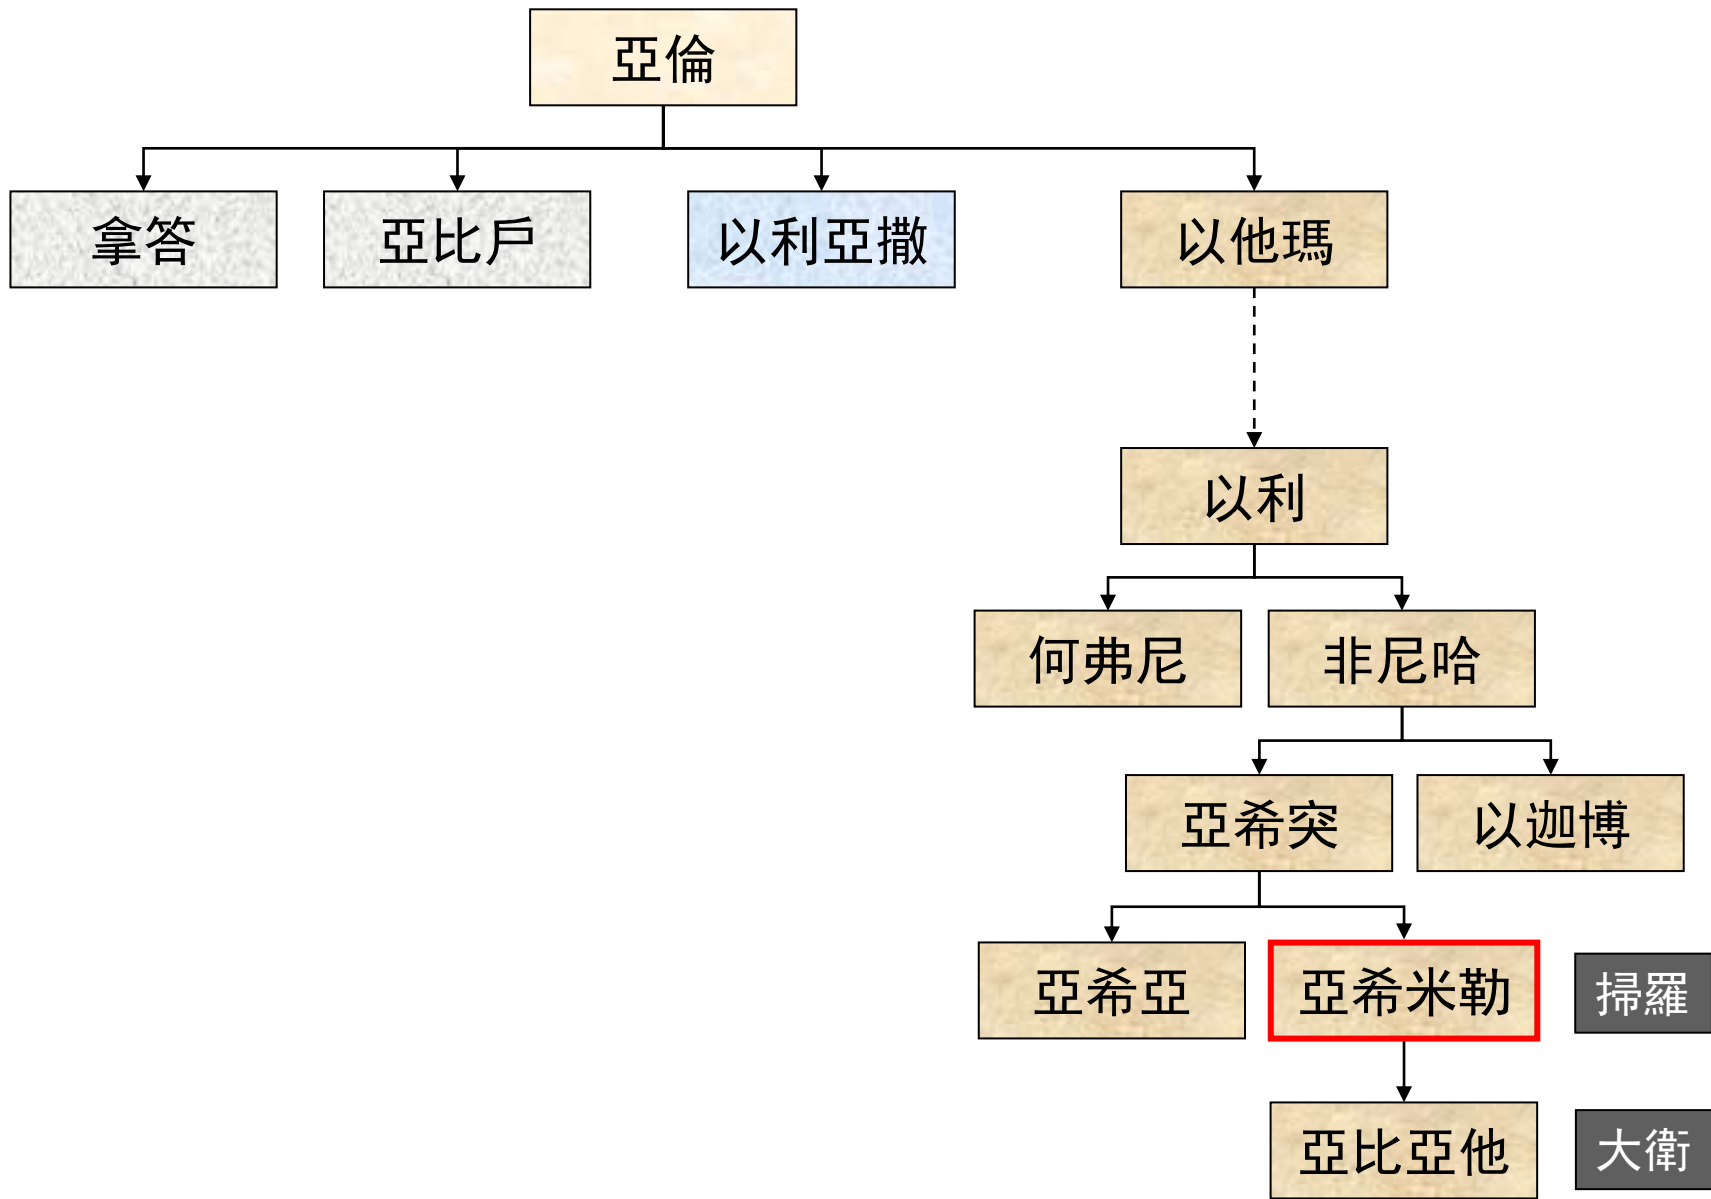 亞倫
拿答
亞比戶
以利亞撒
以他瑪
以利
何弗尼
非尼哈
亞希突
以迦博
亞希亞
亞希米勒
掃羅
亞比亞他
大衛